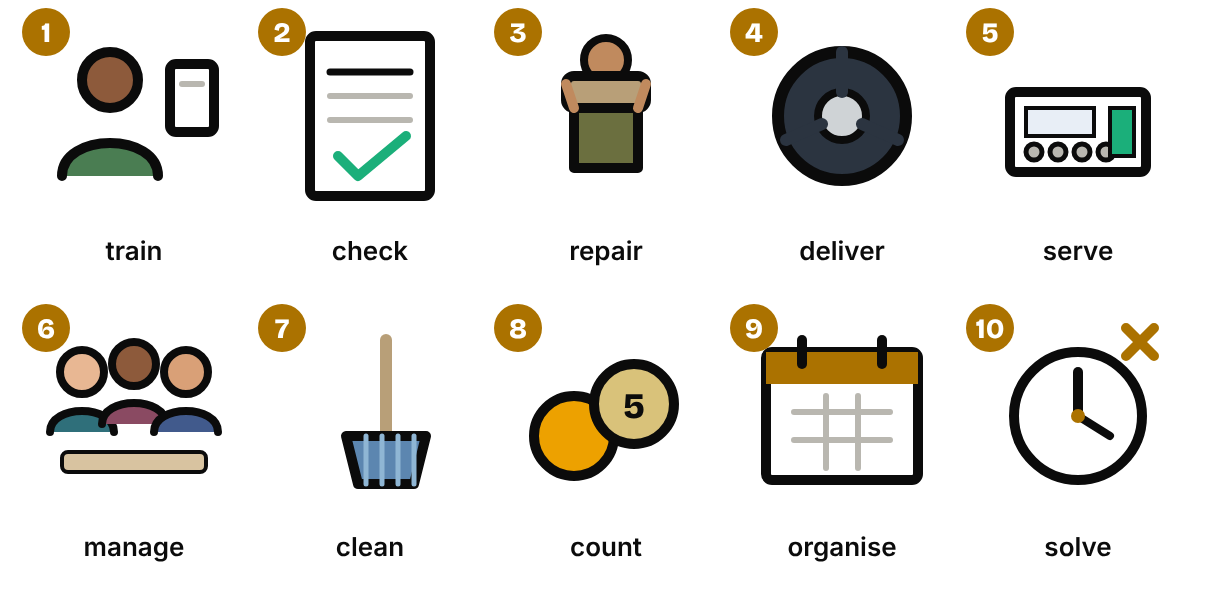 1
2
3
4
5
train
check
repair
deliver
serve
6
7
8
9
10
5
manage
clean
count
organise
solve